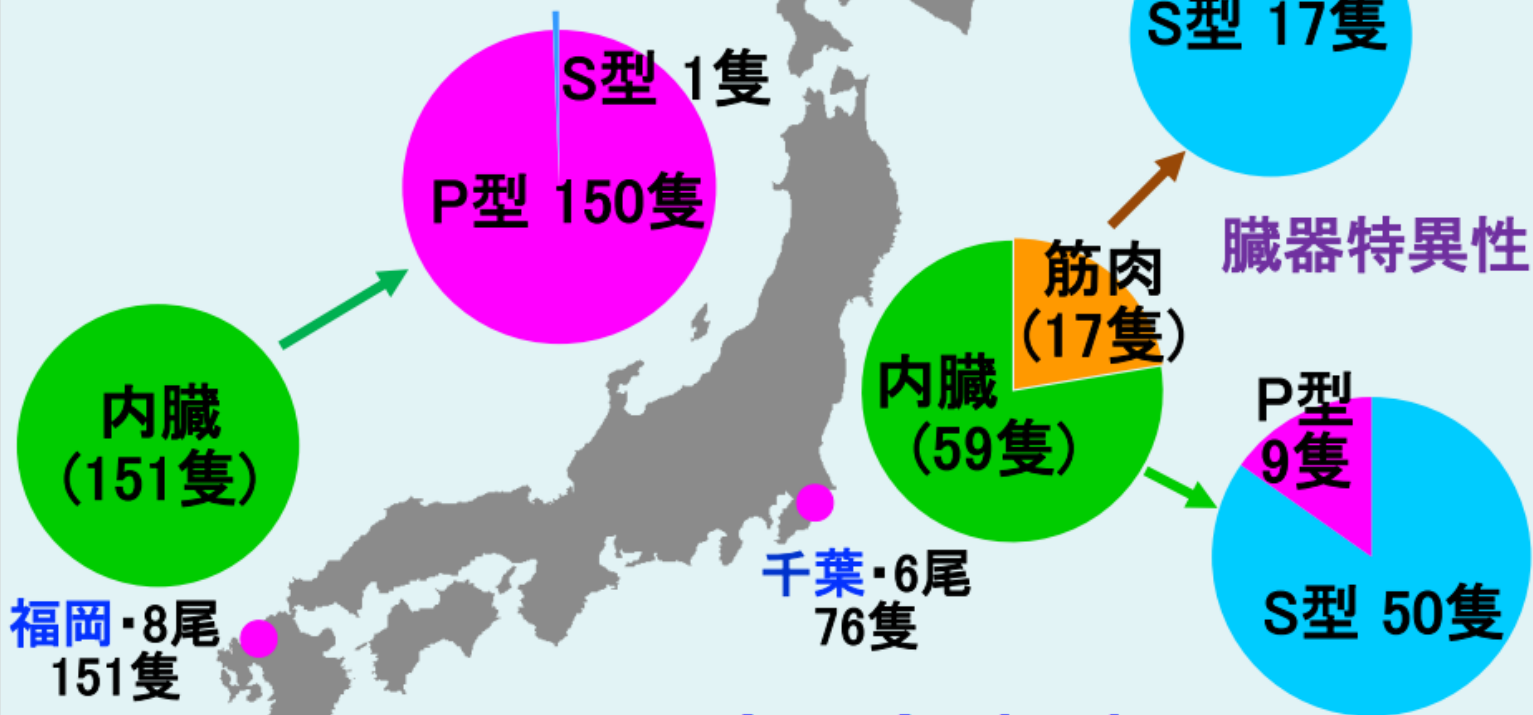 S型 1隻
P型 150隻
内臓
(151隻)
福岡・8尾
151隻
S型 17隻
臓器特異性
筋肉
(17隻)
内臓
(59隻)
P型
9隻
S型 50隻
千葉・6尾
76隻